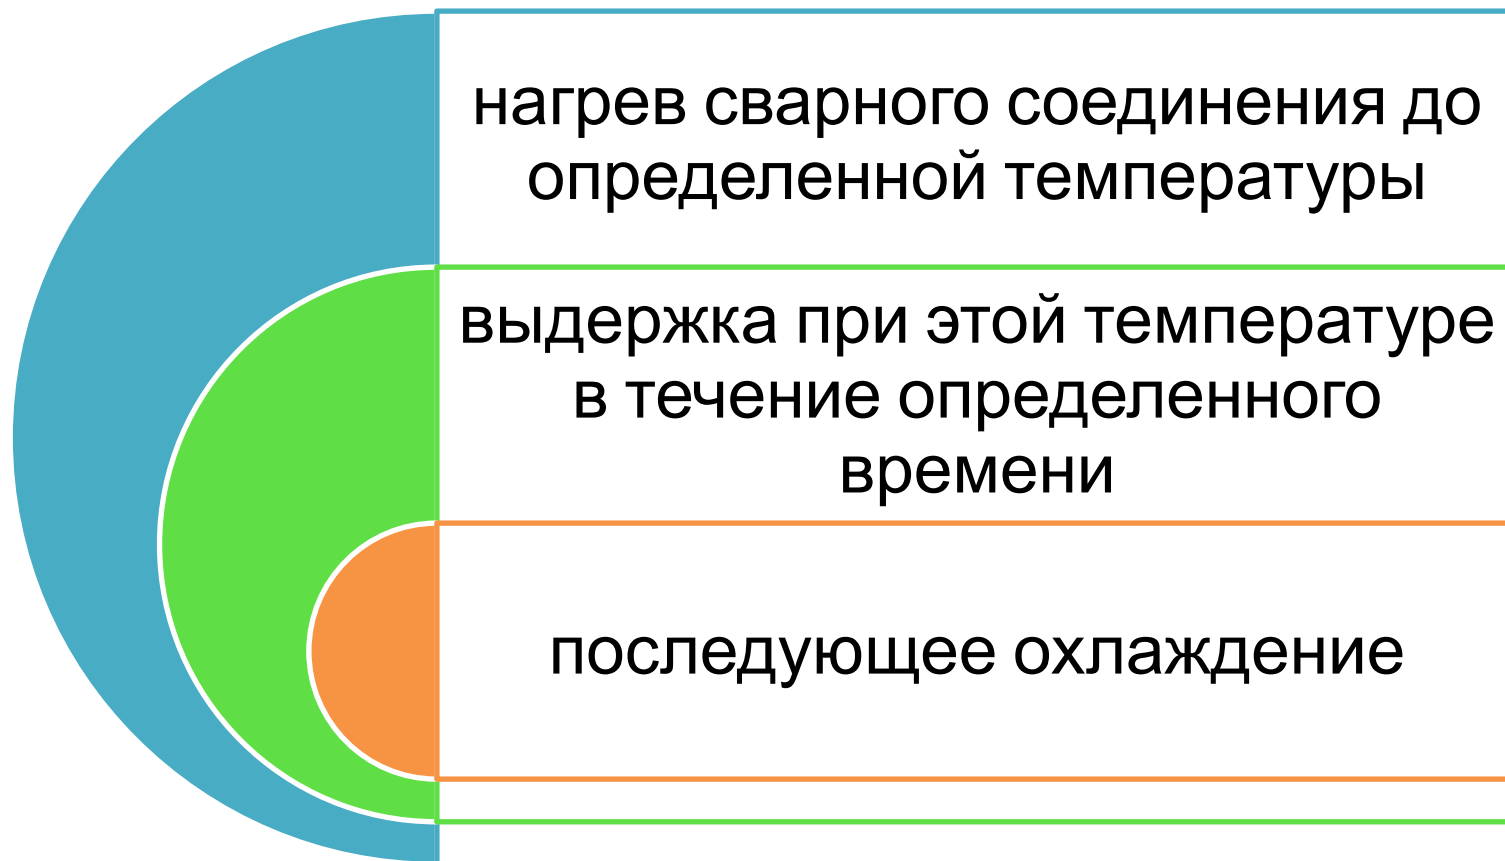 нагрев сварного соединения до
определенной температуры
выдержка при этой температуре
в течение определенного
времени
последующее охлаждение